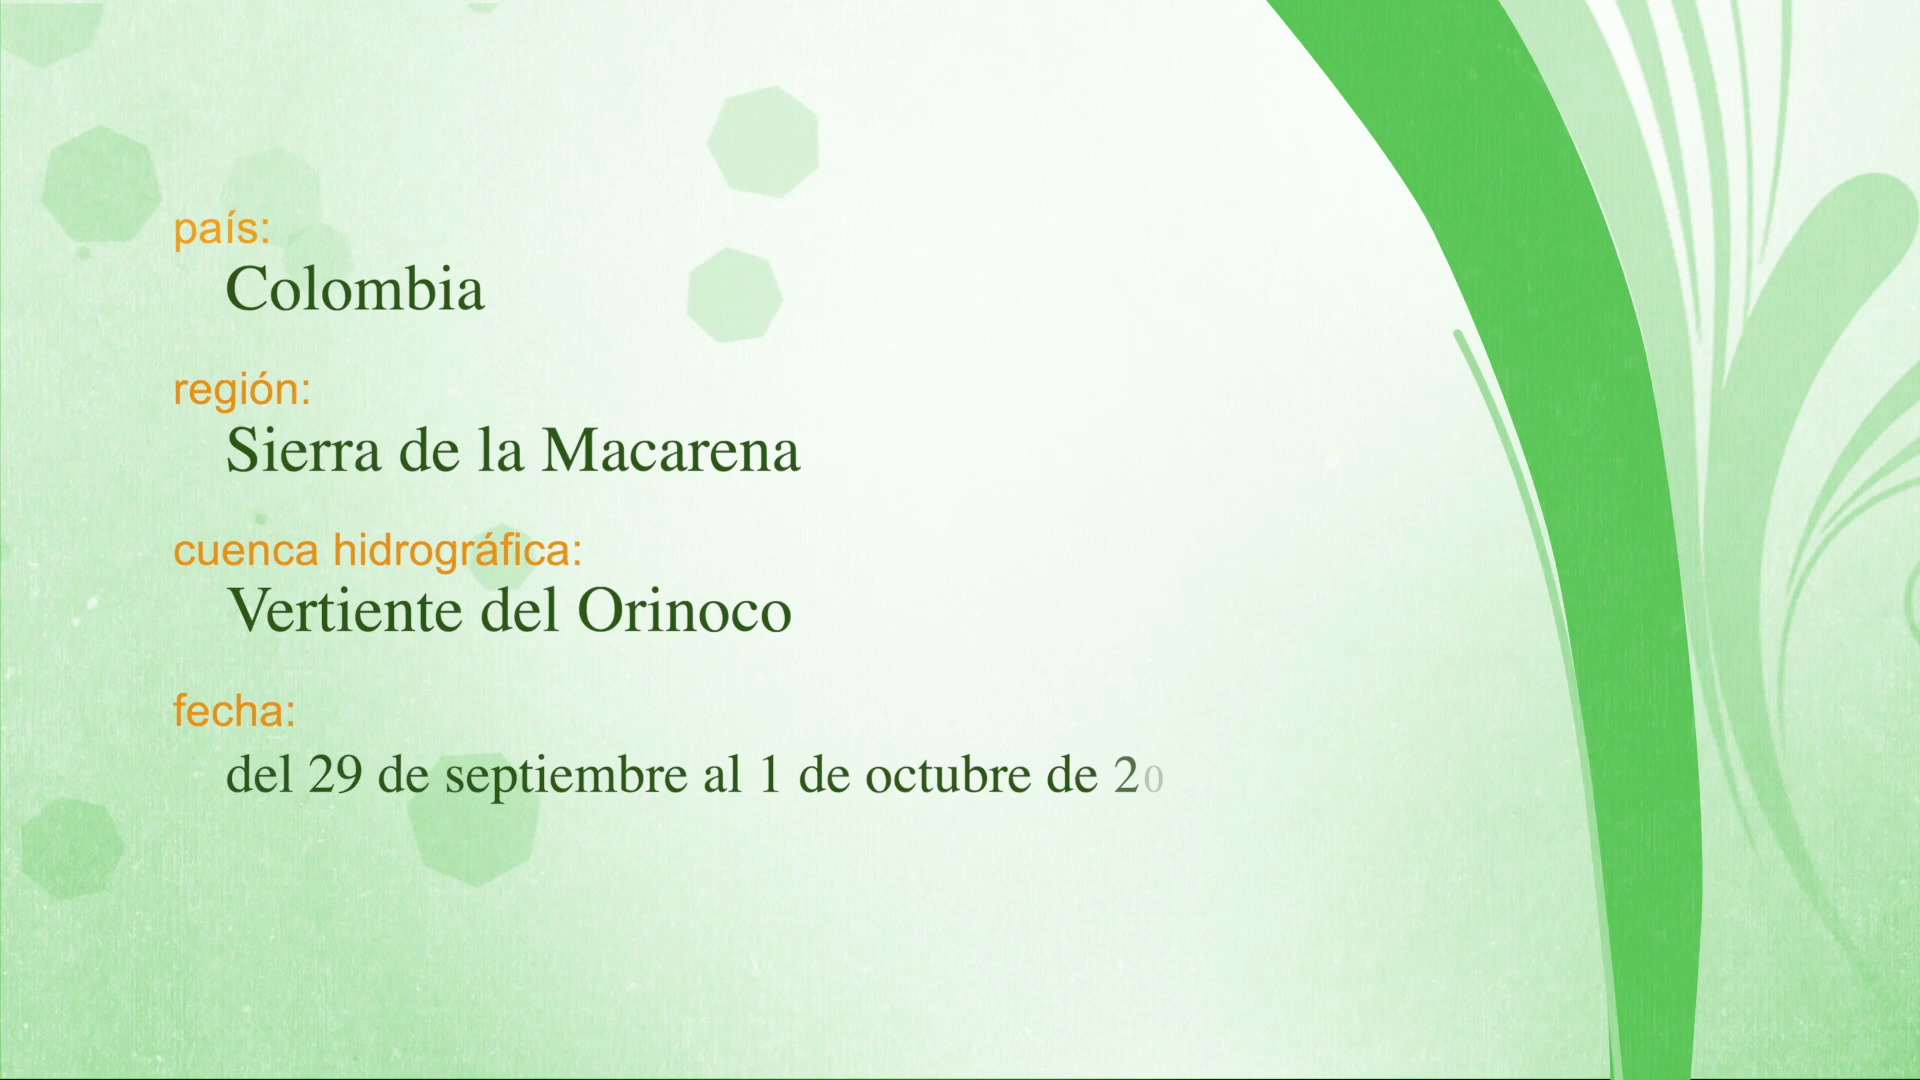 país:
Colombia
región:
Sierra de la Macarena
cuenca hidrográfica:
Vertiente del Orinoco
fecha:
del 29 de septiembre al 1 de octubre de 20